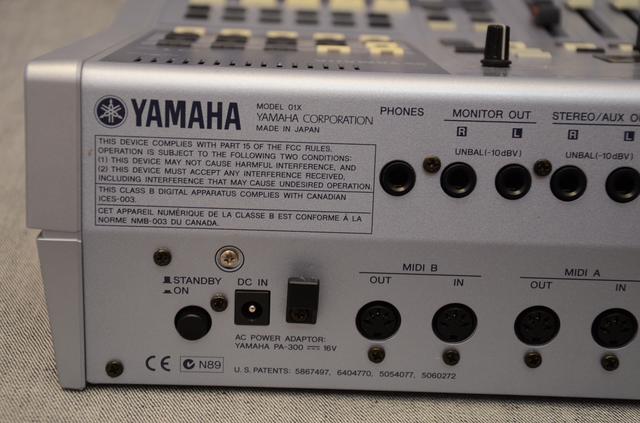 YAMAHA
MODEL 01X
YAMAHA CORPORATION
MADE IN JAPAN
THIS DEVICE COMPLIES WITH PART 15 OF THE FCC RULES.
OPERATION IS SUBJECT TO THE FOLLOWING TWO CONDITIONS:
(1) THIS DEVICE MAY NOT CAUSE HARMFUL INTERFERENCE, AND
(2) THIS DEVICE MUST ACCEPT ANY INTERFERENCE RECEIVED,
INCLUDING INTERFERENCE THAT MAY CAUSE UNDESIRED OPERATION.
THIS CLASS B DIGITAL APPARATUS COMPLIES WITH CANADIAN
ICES-003.
CET APPAREIL NUMÉRIQUE DE LA CLASSE B EST CONFORME À LA
NORME NMB-003 DU CANADA.
PHONES
MONITOR OUT
R L
UNBAL(-10dBV)
STEREO/AUX
R L
UNBAL(-10dBV)
STANDBY
ON
DC IN
AC POWER ADAPTOR:
YAMAHA PA-300 16V
MIDI B
OUT IN
MIDI A
OUT IN
CE N89
U.S. PATENTS: 5867497, 6404770, 5054077, 5060272